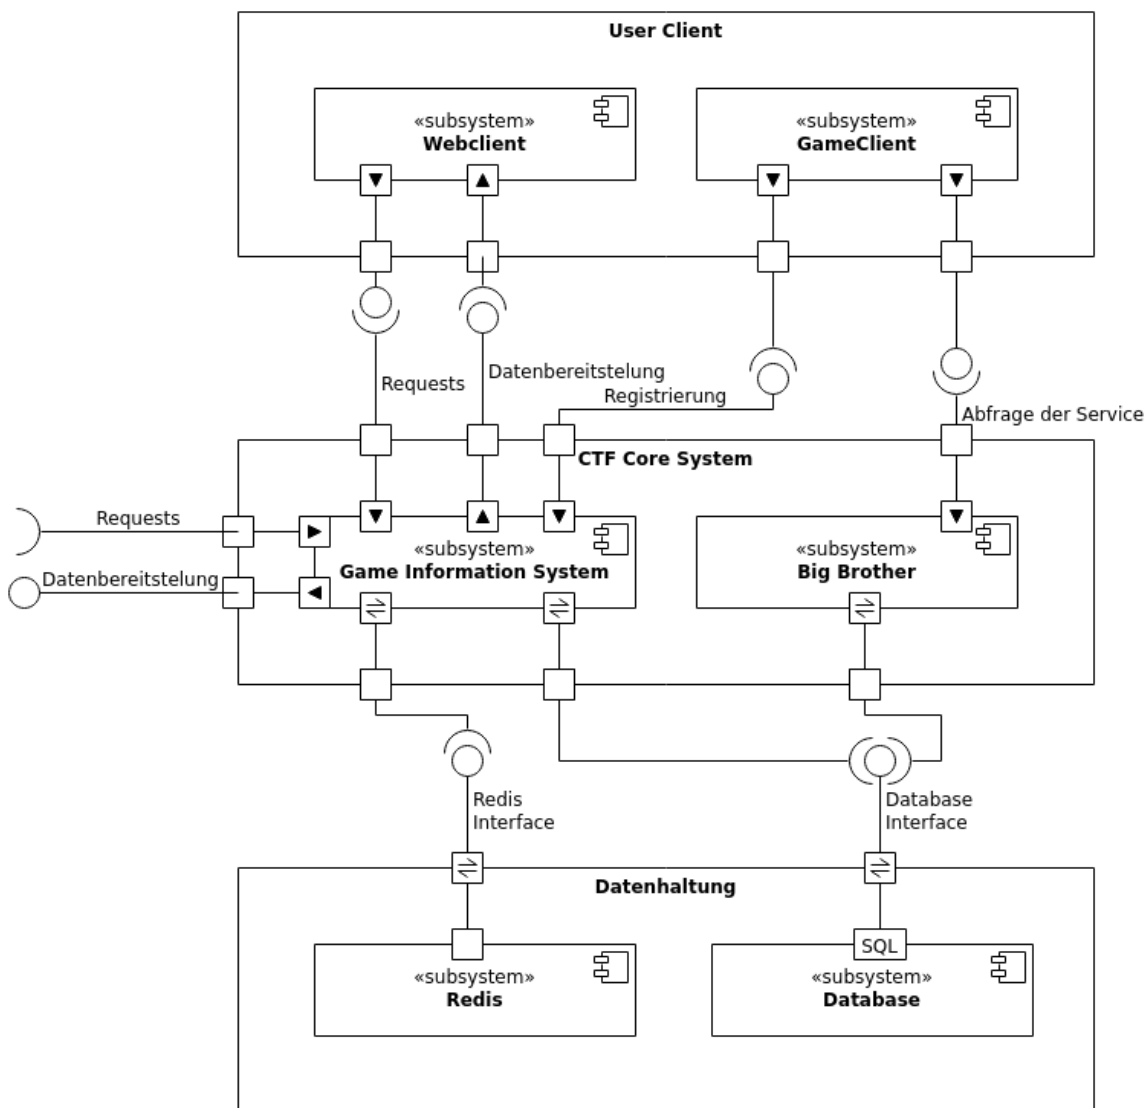 User Client
«subsystem»
Webclient
«subsystem»
GameClient
Requests
Datenbereitstelung
Registrierung
Abfrage der Service
CTF Core System
Requests
Datenbereitstelung
«subsystem»
Game Information System
«subsystem»
Big Brother
Redis
Interface
Database
Interface
Datenhaltung
SQL
«subsystem»
Redis
«subsystem»
Database